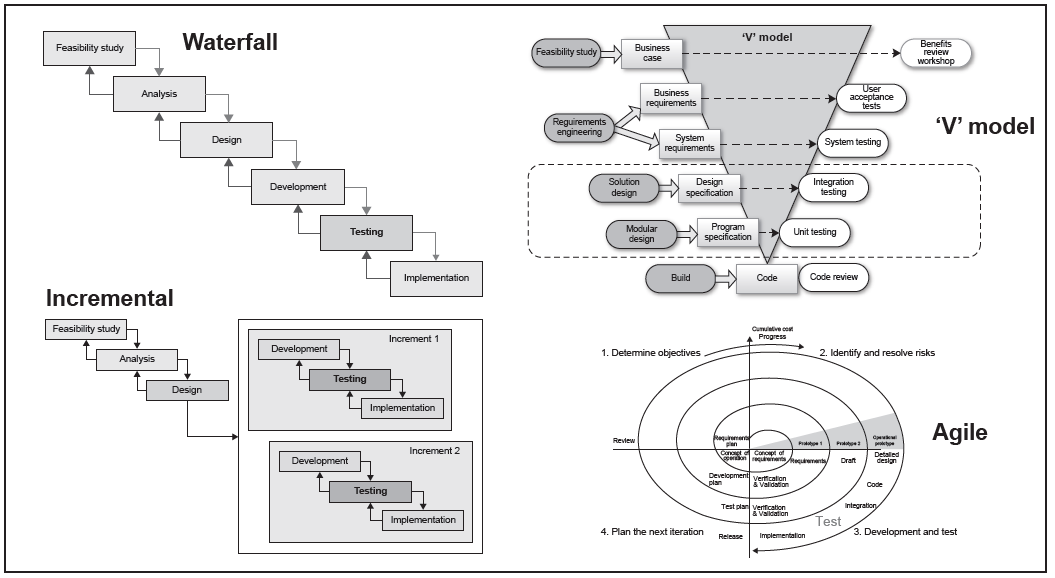 Waterfall
Feasibility study
Analysis
Design
Development
Testing
Implementation
'V' model
'V' model
Feasibility study
Business
case
Benefits
review
workshop
Business
requirements
User
acceptance
tests
Requirements
engineering
System
requirements
System testing
Solution
design
Design
specification
Integration
testing
Modular
design
Program
specification
Unit testing
Build
Code
Code review
Incremental
Feasibility study
Analysis
Design
Increment 1
Development
Testing
Implementation
Increment 2
Development
Testing
Implementation
Agile
Cumulative cost
Progress
1. Determine objectives
2. Identify and resolve risks
Review
Requirements
plan
Prototype 1
Prototype 2
Operational
prototype
Concept of
operation
Concept of
requirements
Requirements
Draft
Detailed
design
Development
plan
Verification
& Validation
Code
Test plan
Verification
& Validation
Integration
Test
4. Plan the next iteration
Release
Implementation
3. Development and test